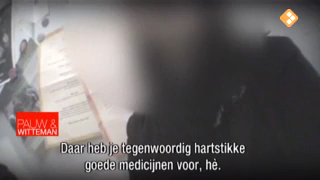 PAUW &
WITTEMAN
Daar heb je tegenwoordig hartstikke
goede medicijnen voor, hè.